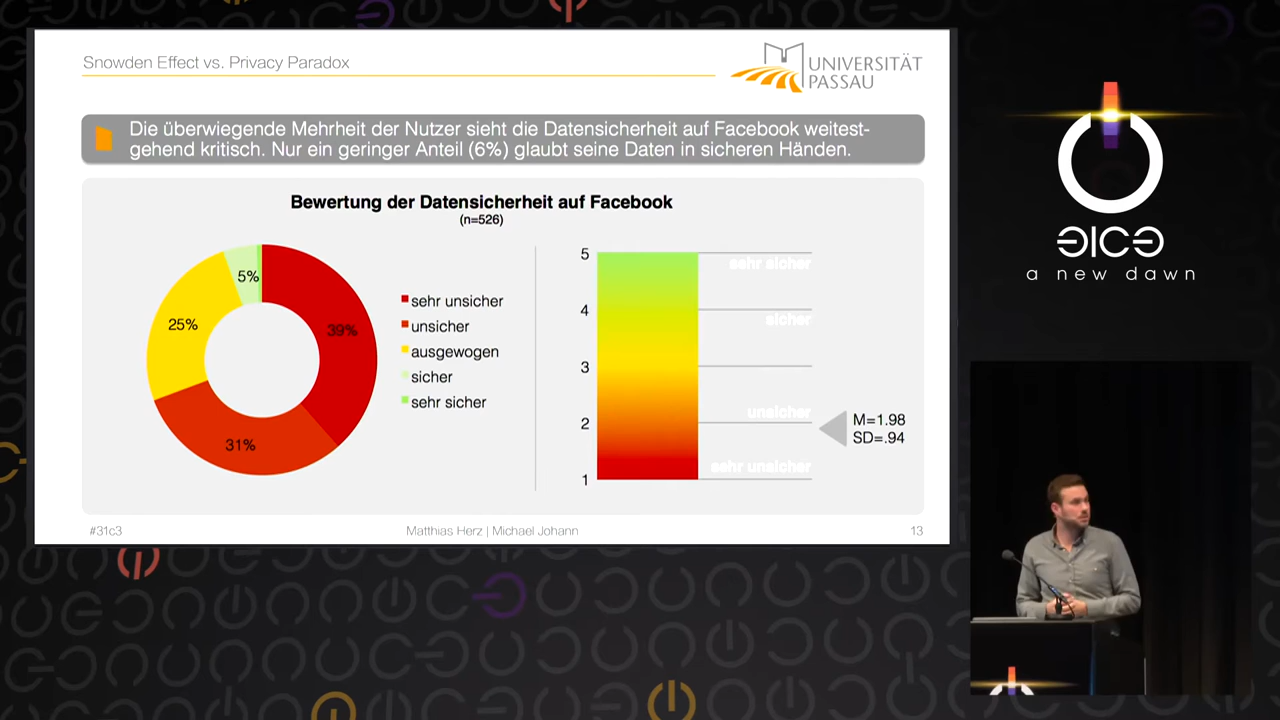 Snowden Effect vs. Privacy Paradox
UNIVERSITÄT
PASSAU
Die überwiegende Mehrheit der Nutzer sieht die Datensicherheit auf Facebook weitest-
gehend kritisch. Nur ein geringer Anteil (6%) glaubt seine Daten in sicheren Händen.
Bewertung der Datensicherheit auf Facebook
(n=526)
5%
25%
39%
31%
sehr unsicher
unsicher
ausgewogen
sicher
sehr sicher
5
sehr sicher
4
sicher
3
unsicher
2
sehr unsicher
1
M=1.98
SD=.94
#31c3
Matthias Herz | Michael Johann
13
a new dawn